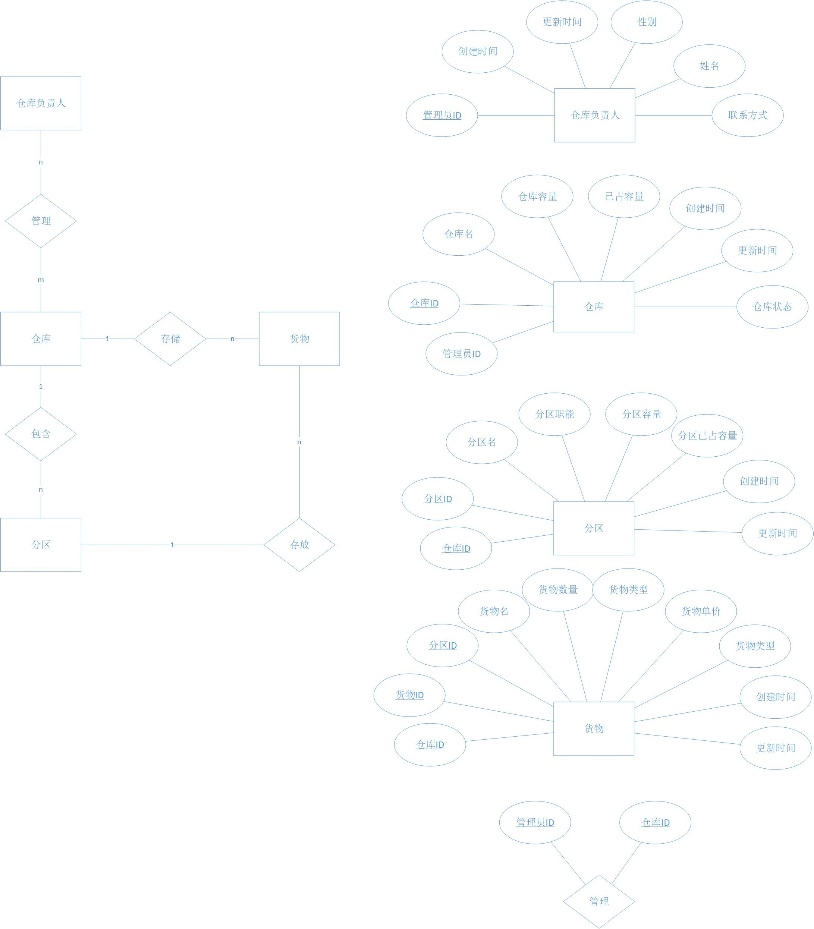 仓库负责人
n
管理
m
仓库
1
存储
n
货物
1
包含
n
n
分区
1
存放
更新时间
性别
创建时间
姓名
管理员ID
仓库负责人
联系方式
仓库容量
已占容量
仓库名
创建时间
更新时间
仓库ID
仓库
仓库状态
管理员ID
分区职能
分区容量
分区名
分区已占容量
创建时间
分区ID
分区
更新时间
仓库ID
货物数量
货物类型
货物名
货物单价
分区ID
货物类型
货物ID
创建时间
货物
仓库ID
更新时间
管理员ID
仓库ID
管理